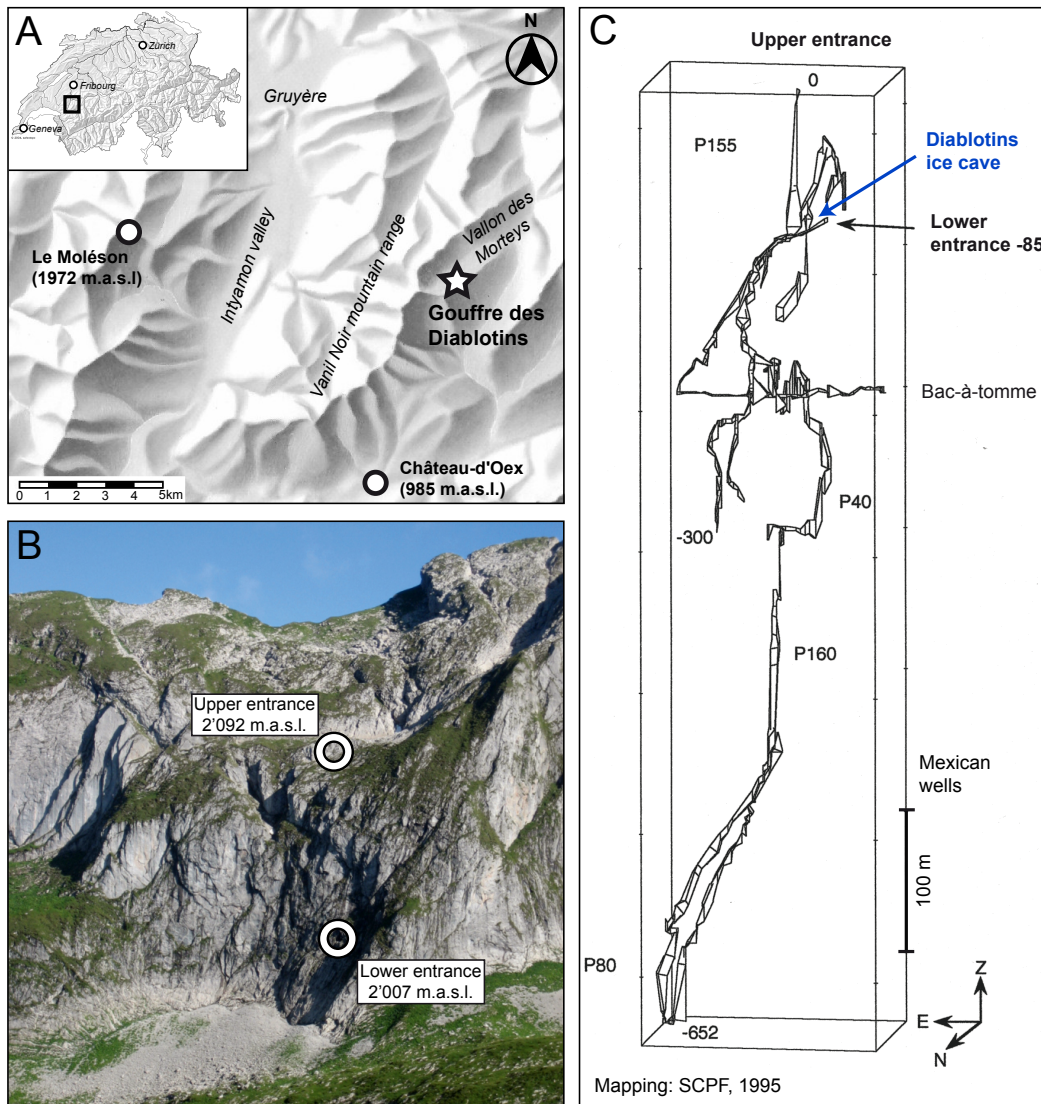 A
N
Zürich
Fribourg
Geneva
Gruyère
Le Moléson
(1972 m.a.s.l)
Intyamon valley
Vanil Noir mountain range
Vallon des
Morteys
Gouffre des
Diablotins
Château-d'Oex
(985 m.a.s.l.)
0 1 2 3 4 5km
B
Upper entrance
2'092 m.a.s.l.
Lower entrance
2'007 m.a.s.l.
C
Upper entrance
0
P155
Diablotins
ice cave
Lower
entrance -85
Bac-à-tomme
P40
-300
P160
Mexican
wells
100 m
P80
-652
Z
E
N
Mapping: SCPF, 1995